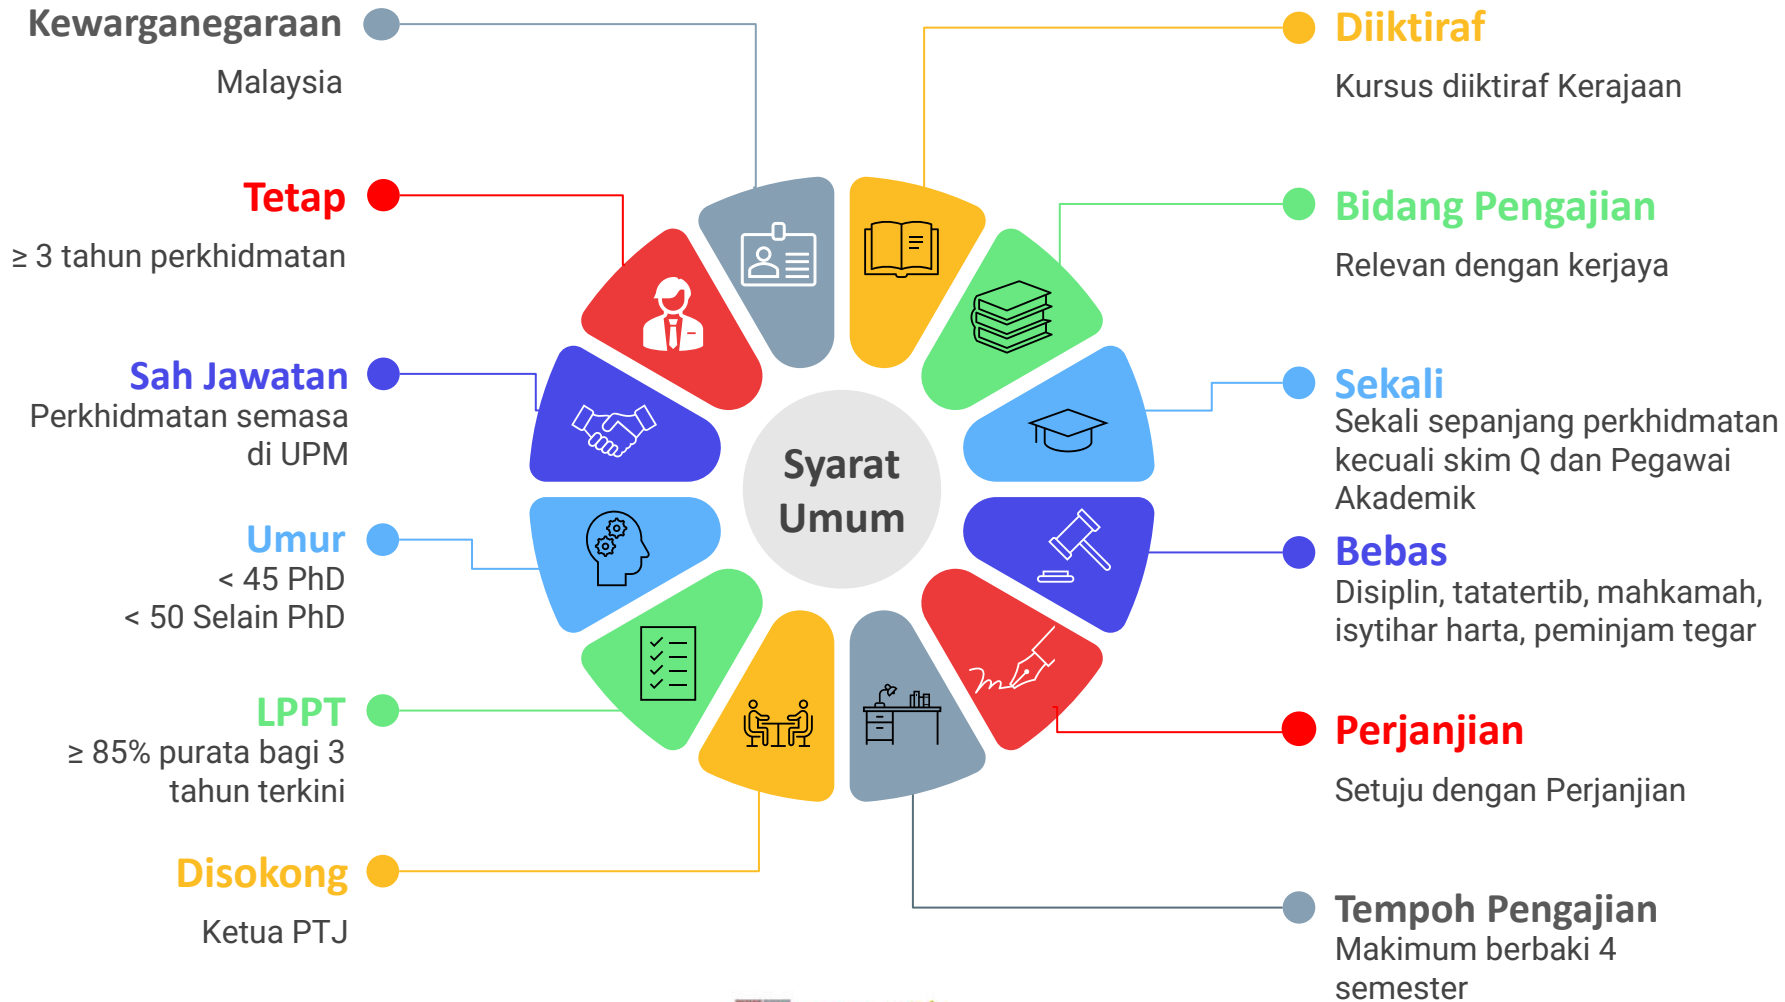 Kewarganegaraan
Malaysia
Tetap
≥ 3 tahun perkhidmatan
Sah Jawatan
Perkhidmatan semasa
di UPM
Umur
< 45 PhD
< 50 Selain PhD
LPPT
≥ 85% purata bagi 3
tahun terkini
Disokong
Ketua PTJ
Syarat
Umum
Diiktiraf
Kursus diiktiraf Kerajaan
Bidang Pengajian
Relevan dengan kerjaya
Sekali
Sekali sepanjang perkhidmatan
kecuali skim Q dan Pegawai
Akademik
Bebas
Disiplin, tatatertib, mahkamah,
isytihar harta, peminjam tegar
Perjanjian
Setuju dengan Perjanjian
Tempoh Pengajian
Makimum berbaki 4
semester